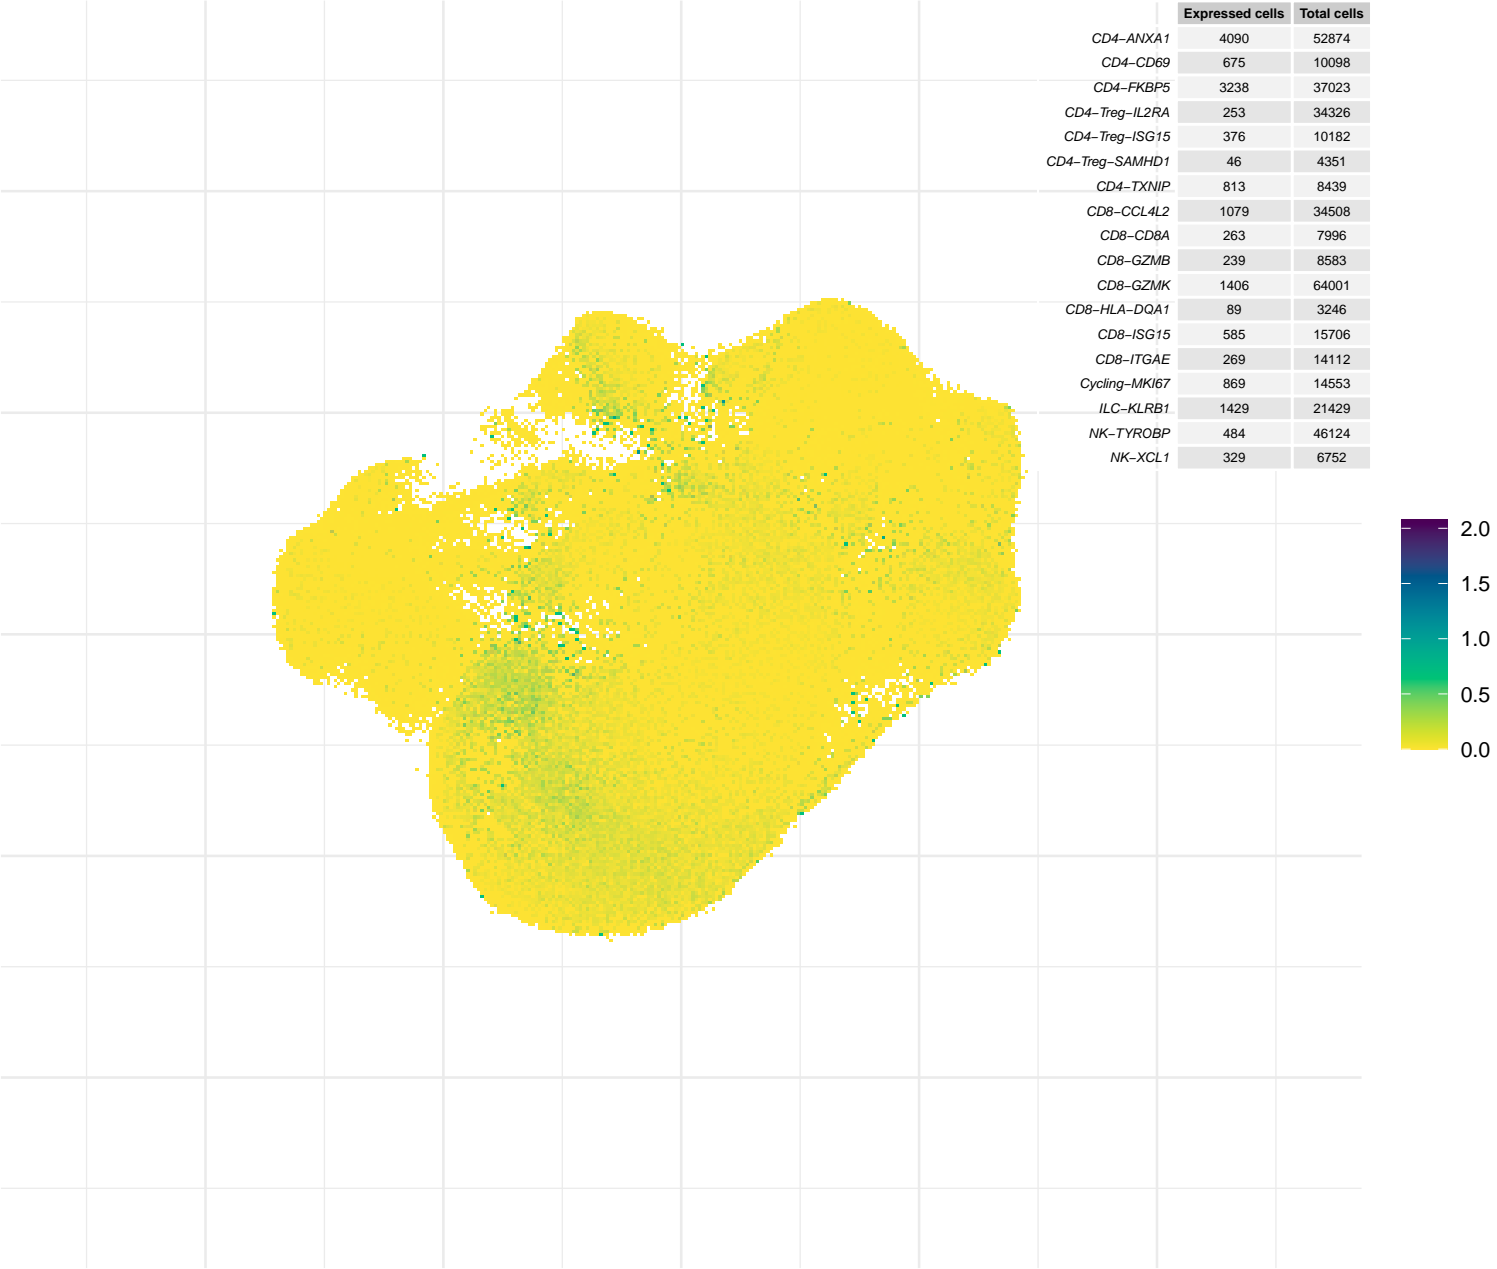 Expressed cells Total cells
CD4−ANXA1 4090 52874
CD4−CD69 675 10098
CD4−FKBP5 3238 37023
CD4−Treg−IL2RA 253 34326
CD4−Treg−ISG15 376 10182
CD4−Treg−SAMHD1 46 4351
CD4−TXNIP 813 8439
CD8−CCL4L2 1079 34508
CD8−CD8A 263 7996
CD8−GZMB 239 8583
CD8−GZMK 1406 64001
CD8−HLA−DQA1 89 3246
CD8−ISG15 585 15706
CD8−ITGAE 269 14112
Cycling−MKI67 869 14553
ILC−KLRB1 1429 21429
NK−TYROBP 484 46124
NK−XCL1 329 6752
2.0
1.5
1.0
0.5
0.0